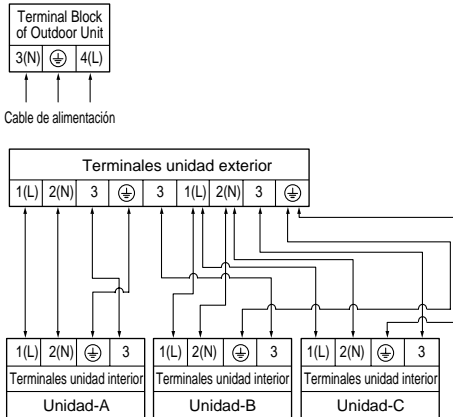 Terminal Block
of Outdoor Unit
3(N) ⏚ 4(L)
Cable de alimentación
Terminales unidad exterior
1(L) 2(N) 3 ⏚ 3 1(L) 2(N) 3 ⏚
1(L) 2(N) ⏚ 3
Terminales unidad interior
Unidad-A
1(L) 2(N) ⏚ 3
Terminales unidad interior
Unidad-B
1(L) 2(N) ⏚ 3
Terminales unidad interior
Unidad-C